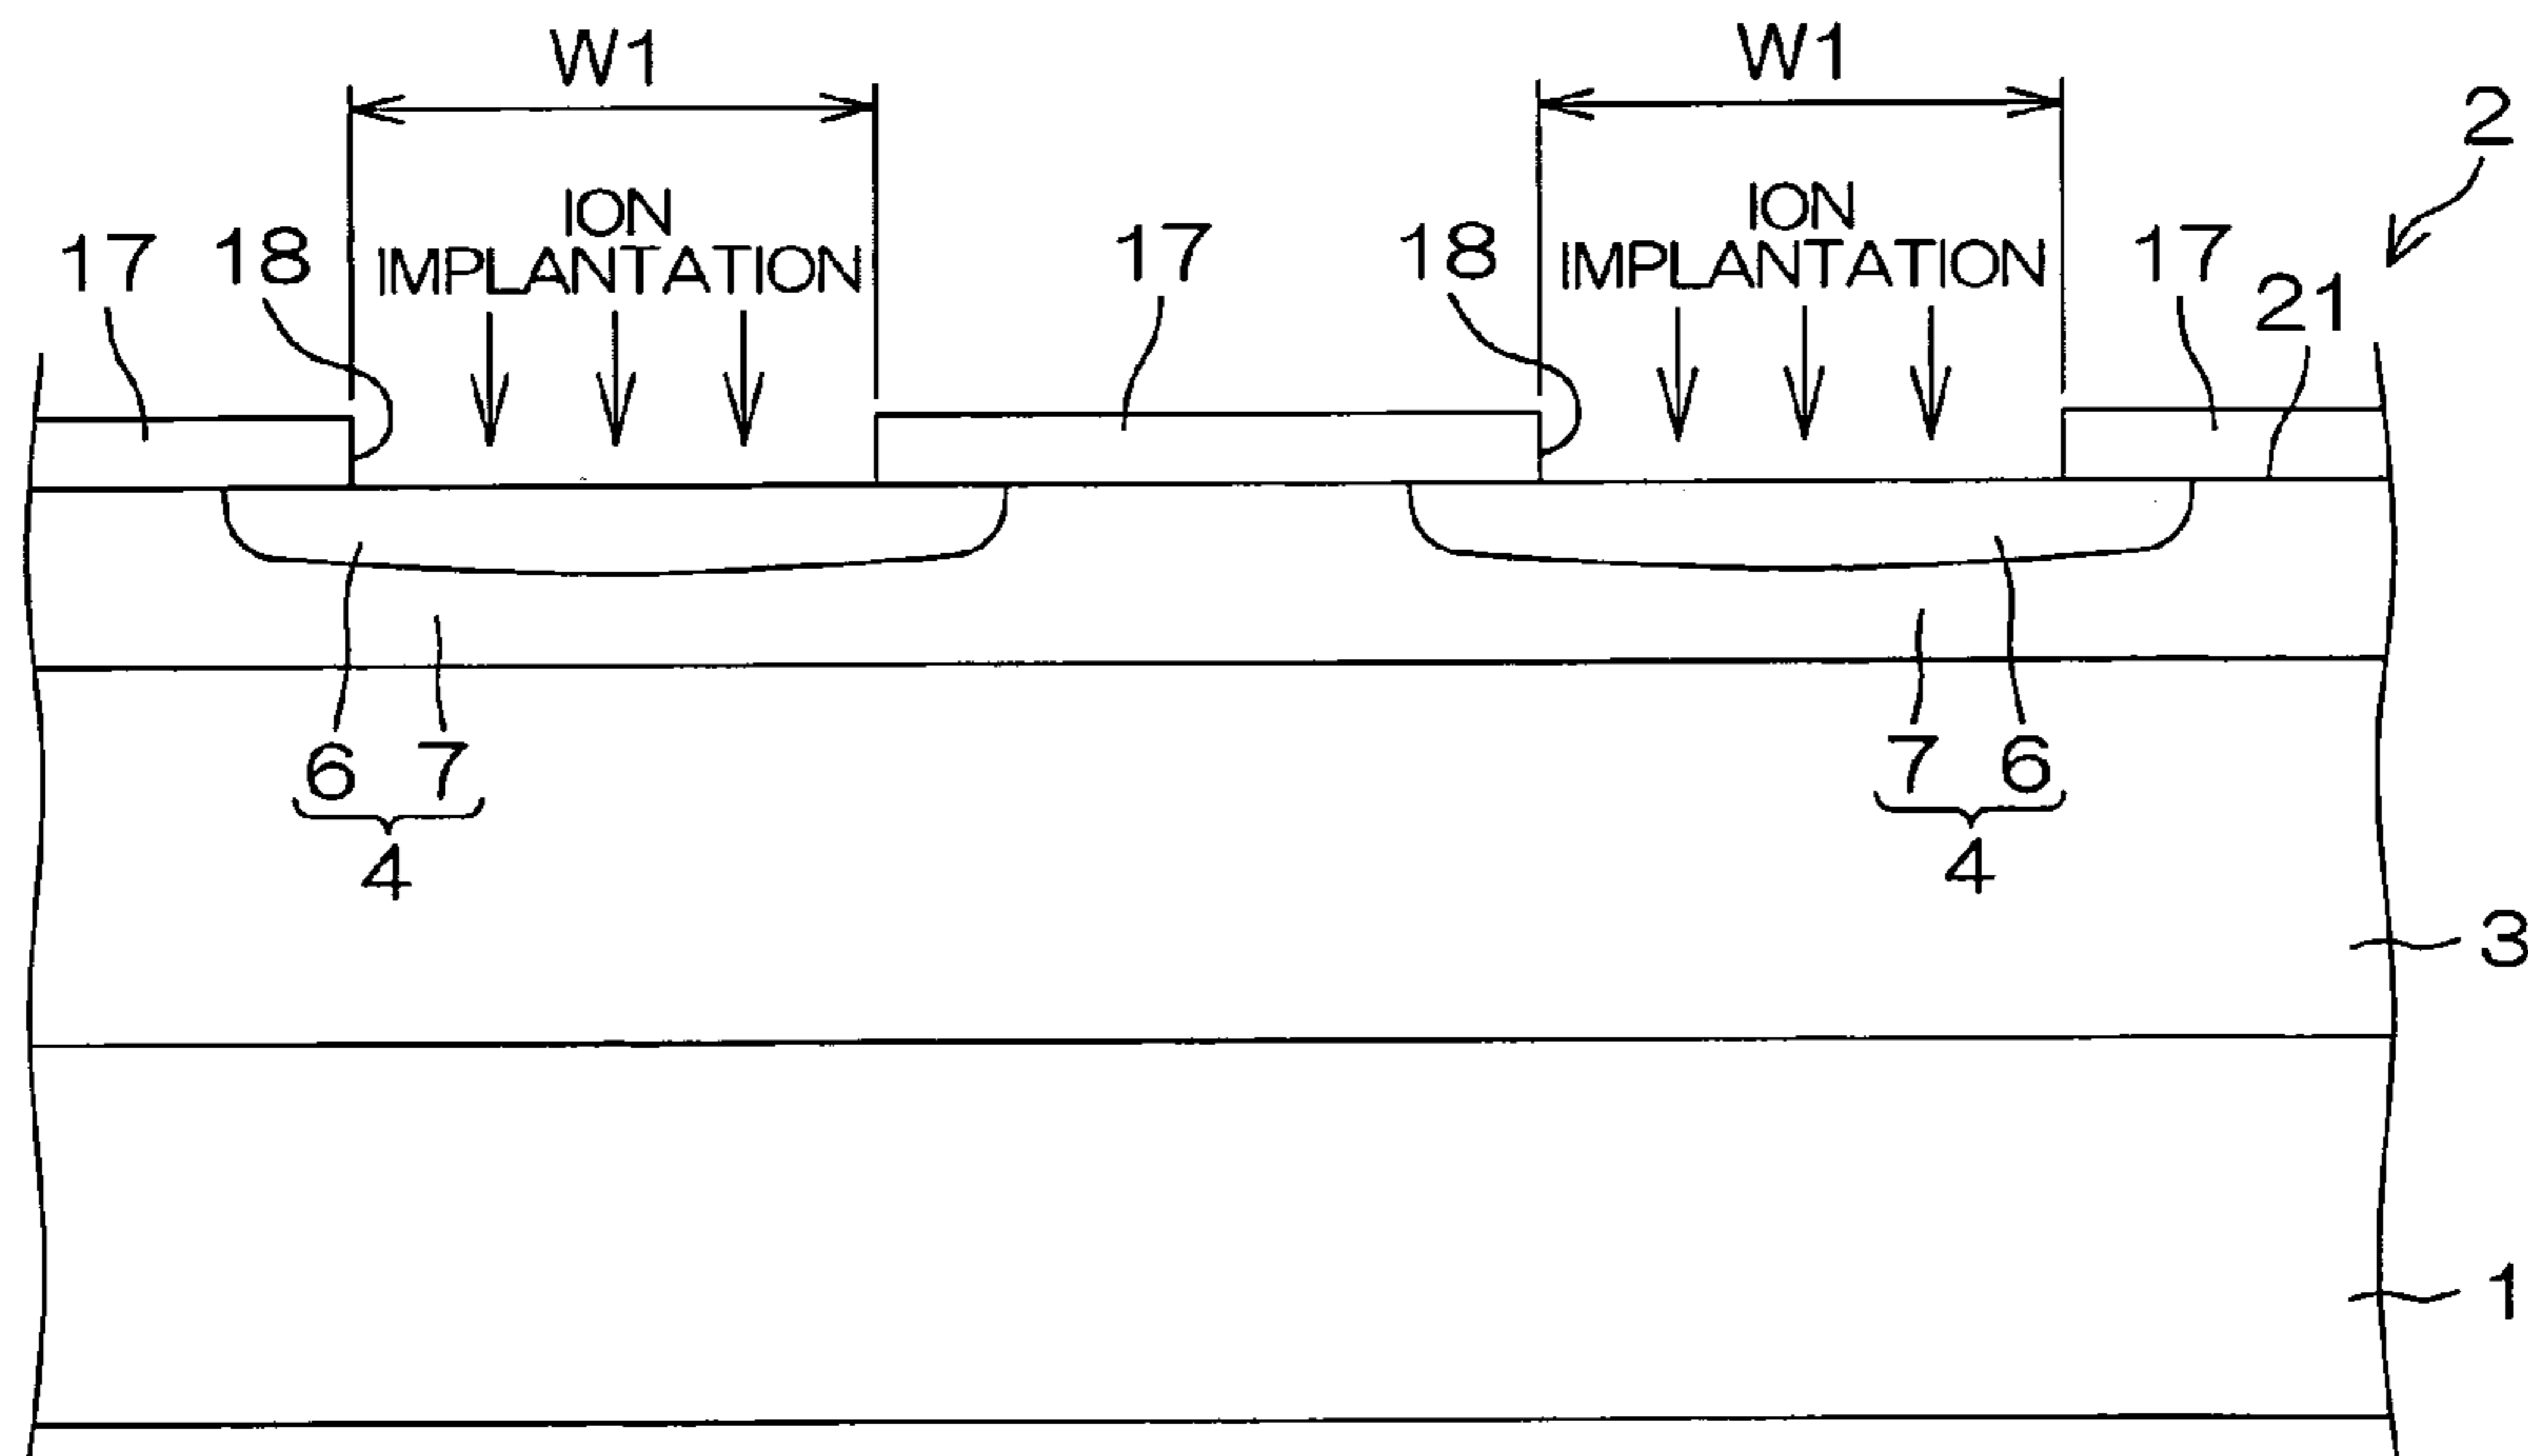 W1 W1
2
ION ION
17 18 IMPLANTATION 17 18 IMPLANTATION 17
21
6 7 7 6
4 4
3
1